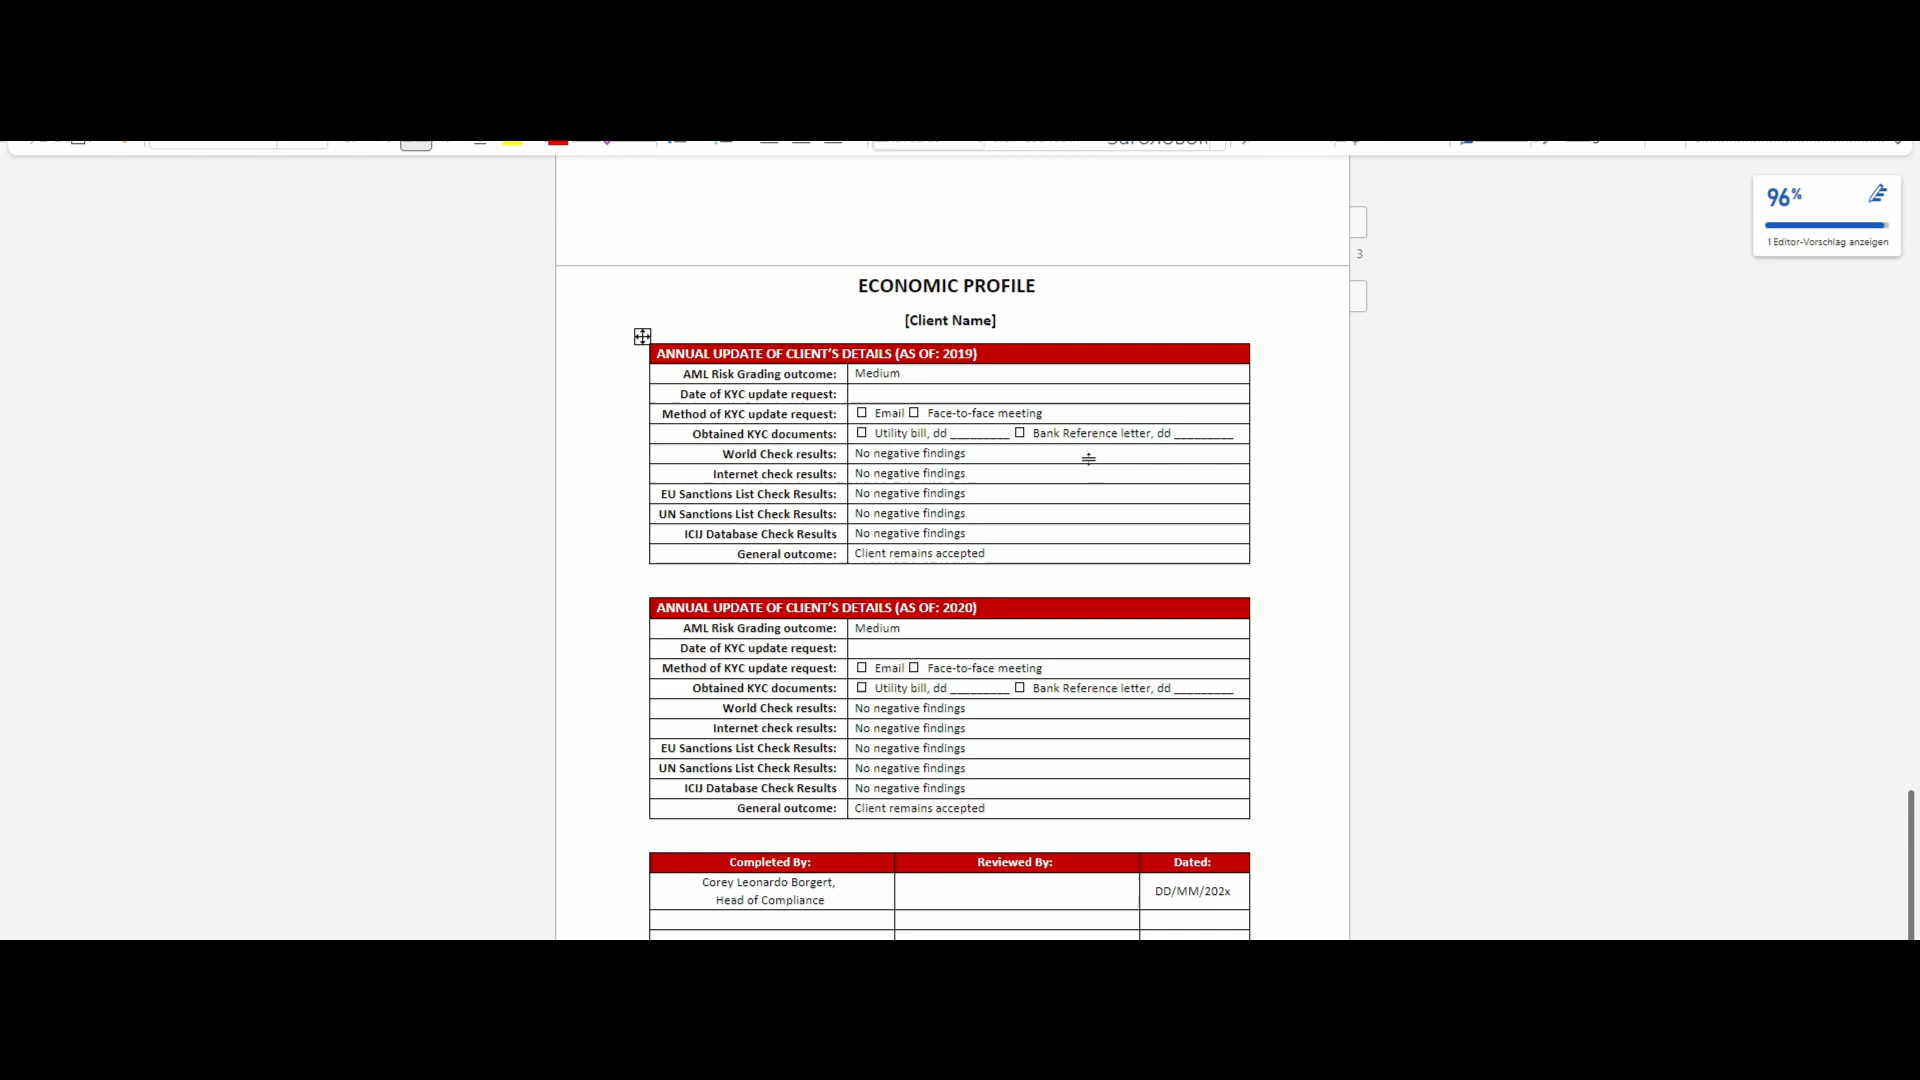 Заголовок
96%
1 Editor-Vorschlag anzeigen
3
ECONOMIC PROFILE
[Client Name]
ANNUAL UPDATE OF CLIENT'S DETAILS (AS OF: 2019)
AML Risk Grading outcome: Medium
Date of KYC update request:
Method of KYC update request: ☐ Email ☐ Face-to-face meeting
Obtained KYC documents: ☐ Utility bill, dd _________ ☐ Bank Reference letter, dd _________
World Check results: No negative findings
Internet check results: No negative findings
EU Sanctions List Check Results: No negative findings
UN Sanctions List Check Results: No negative findings
ICIJ Database Check Results No negative findings
General outcome: Client remains accepted
ANNUAL UPDATE OF CLIENT'S DETAILS (AS OF: 2020)
AML Risk Grading outcome: Medium
Date of KYC update request:
Method of KYC update request: ☐ Email ☐ Face-to-face meeting
Obtained KYC documents: ☐ Utility bill, dd _________ ☐ Bank Reference letter, dd _________
World Check results: No negative findings
Internet check results: No negative findings
EU Sanctions List Check Results: No negative findings
UN Sanctions List Check Results: No negative findings
ICIJ Database Check Results No negative findings
General outcome: Client remains accepted
Completed By: Reviewed By: Dated:
Corey Leonardo Borgert,
Head of Compliance DD/MM/202x